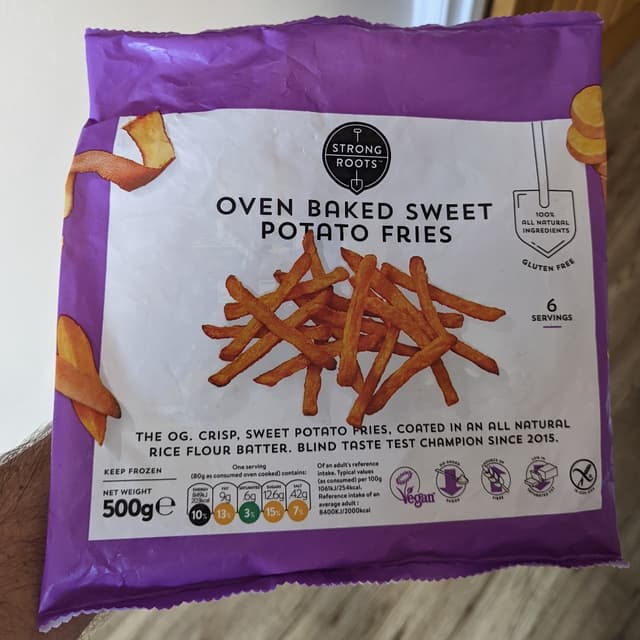 STRONG
ROOTS™
OVEN BAKED SWEET
POTATO FRIES
100%
ALL NATURAL
INGREDIENTS
GLUTEN FREE
6
SERVINGS
THE OG. CRISP, SWEET POTATO FRIES, COATED IN AN ALL NATURAL
RICE FLOUR BATTER. BLIND TASTE TEST CHAMPION SINCE 2015.
KEEP FROZEN
NET WEIGHT
500g e
One serving
(80g as consumed oven cooked) contains:
ENERGY
FAT
SALT
9g
12.6g
10%
13%
3%
15%
7%
Of an adult's reference
intake. Typical values
(as consumed) per 100g
1061kJ/254kcal.
Reference intake of an
average adult:
8400KJ/2000kcal
Vegan